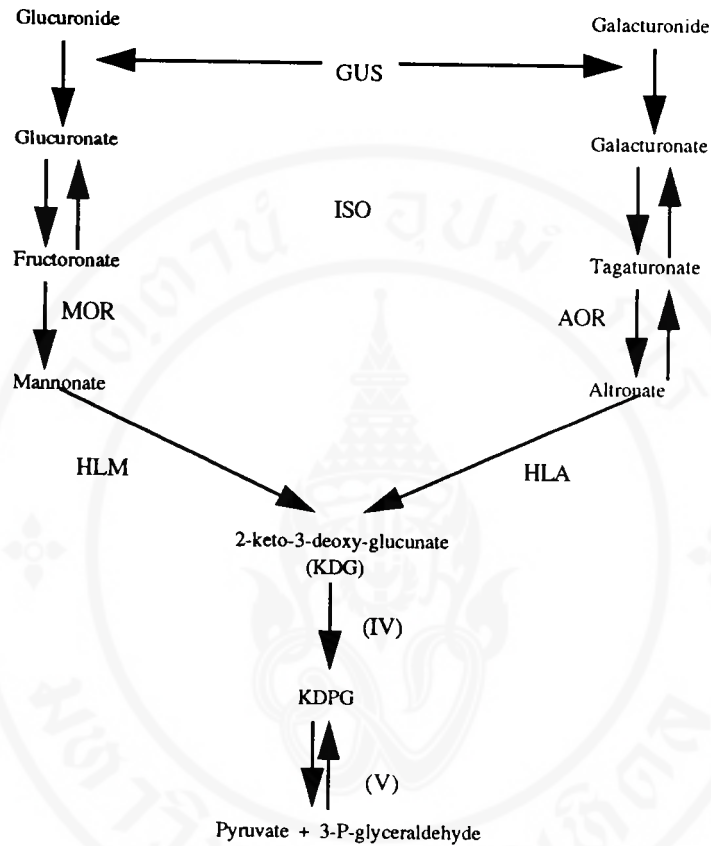 Glucuronide
Galacturonide
GUS
Glucuronate
Galacturonate
ISO
Fructoronate
Tagaturonate
MOR
AOR
Mannonate
Altronate
HLM
HLA
2-keto-3-deoxy-glucunate
(KDG)
(IV)
KDPG
(V)
Pyruvate + 3-P-glyceraldehyde